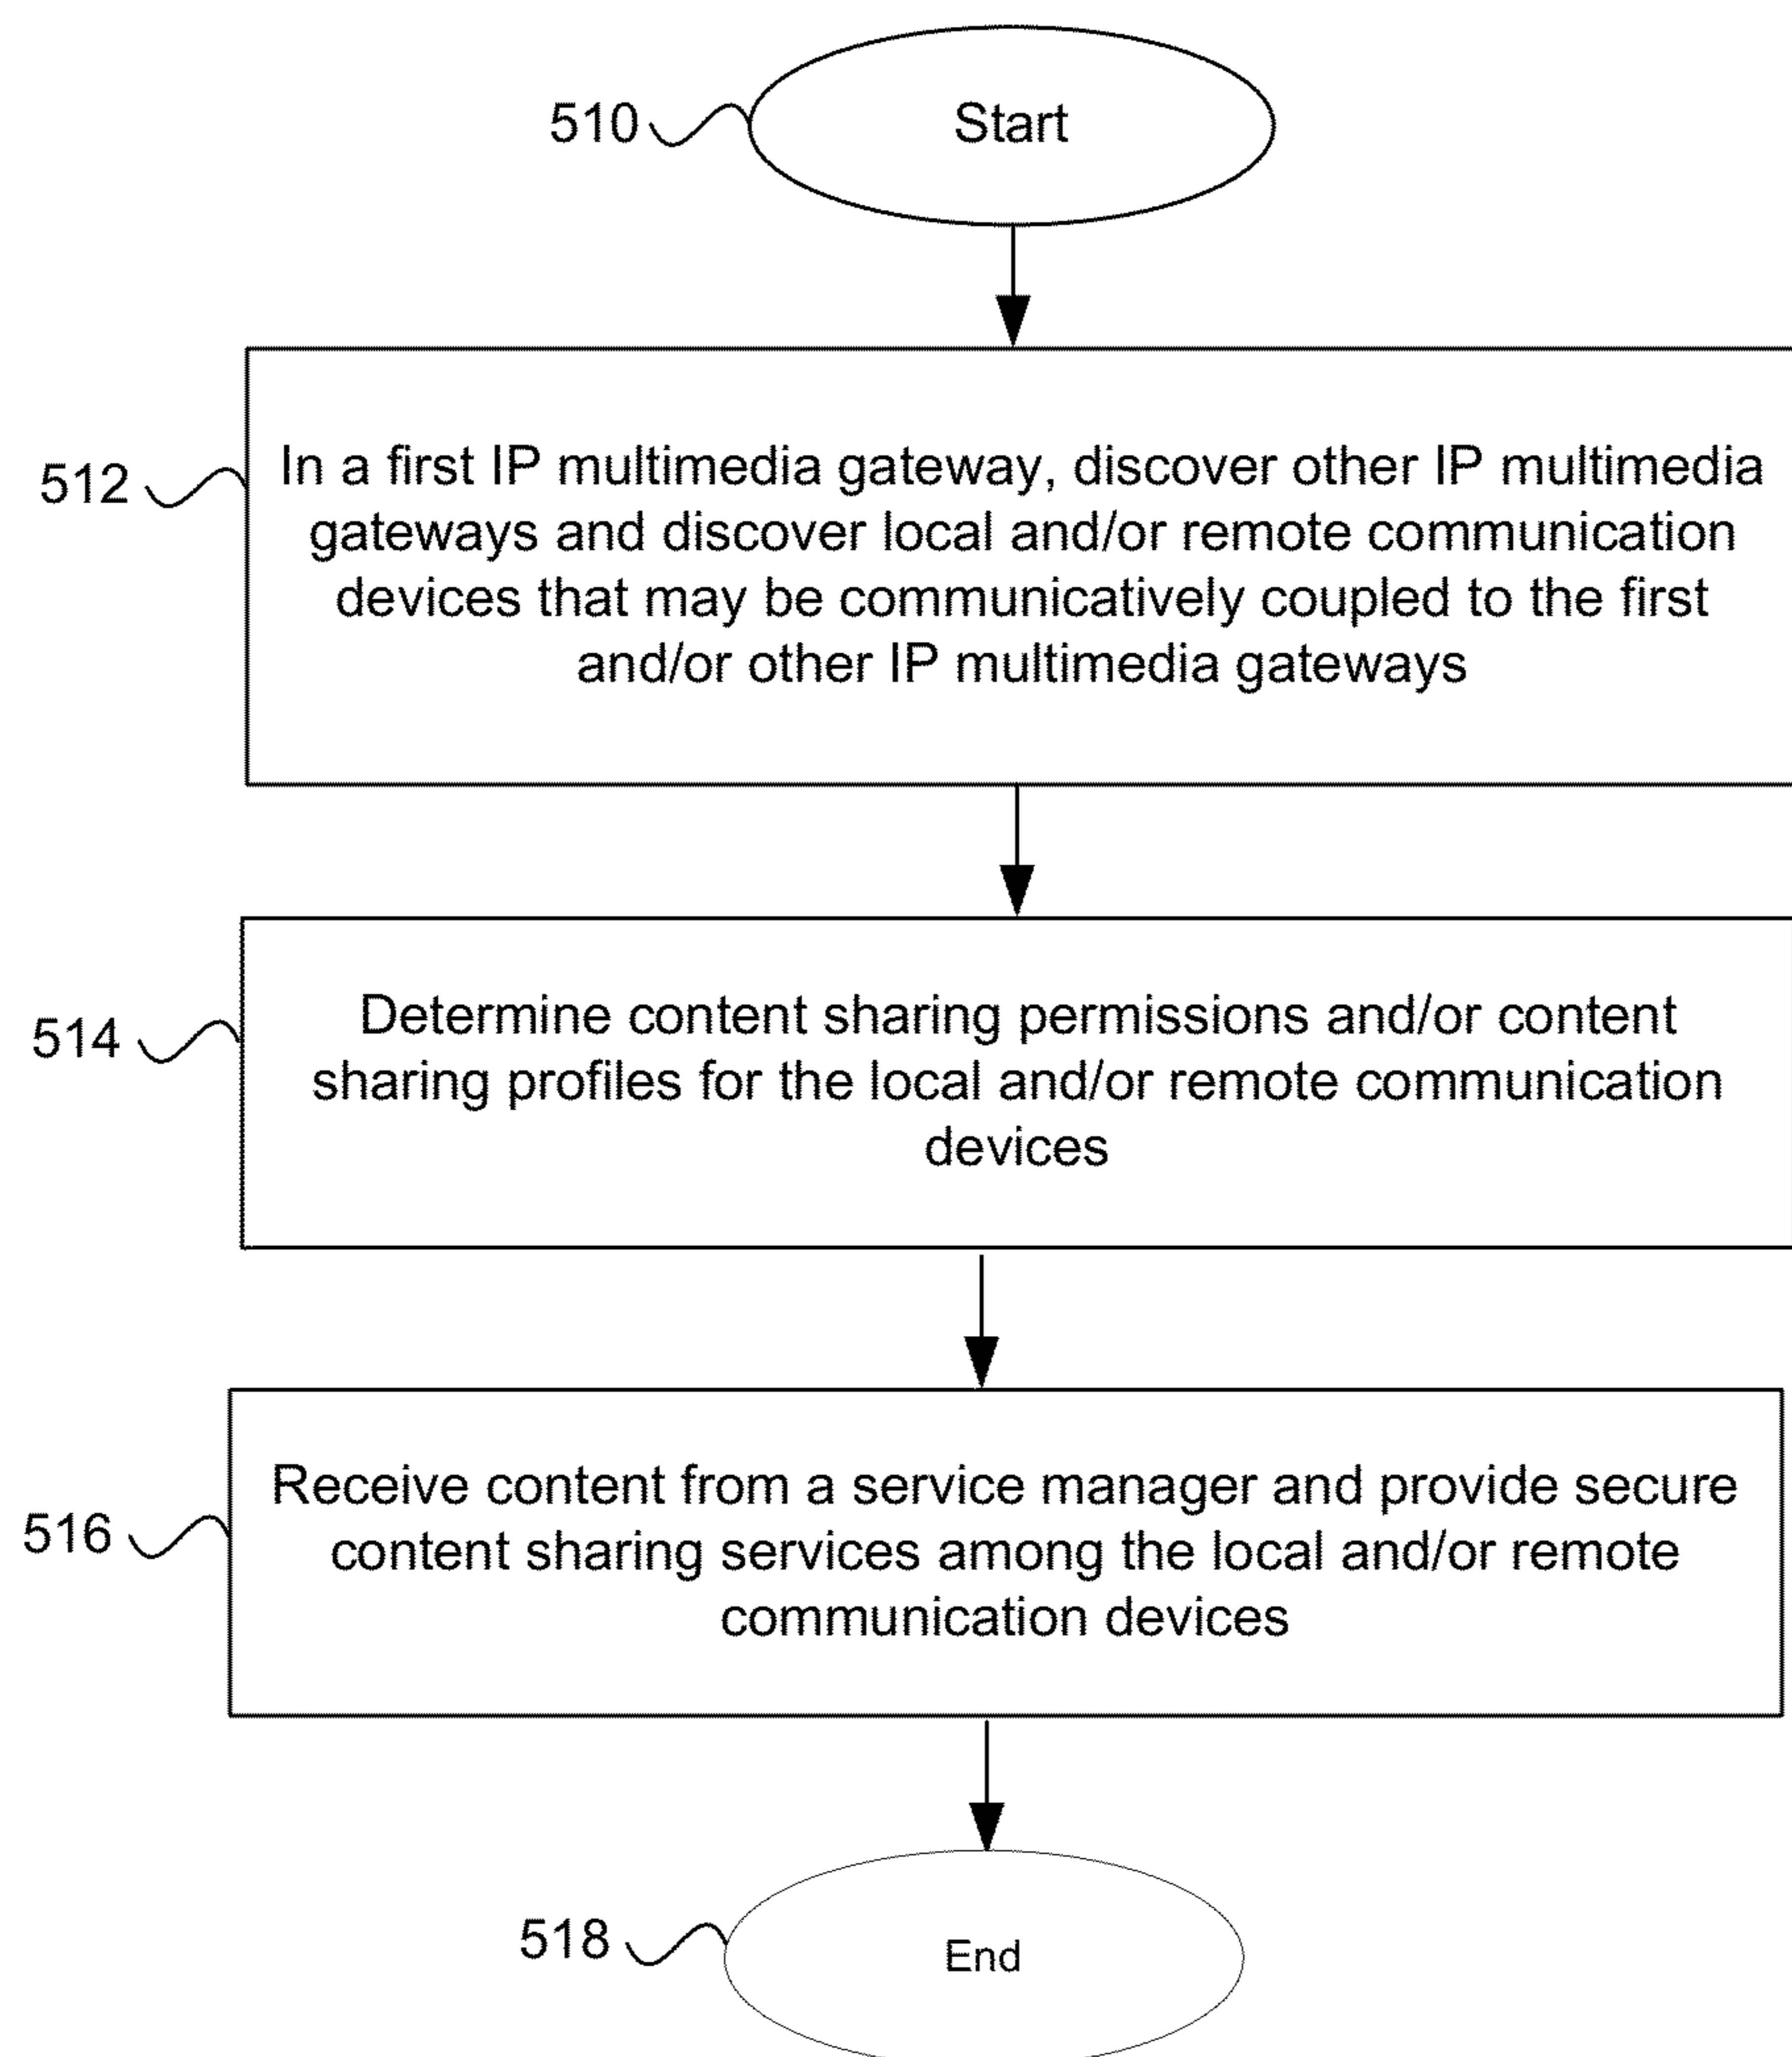 510
Start
512
In a first IP multimedia gateway, discover other IP multimedia
gateways and discover local and/or remote communication
devices that may be communicatively coupled to the first
and/or other IP multimedia gateways
514
Determine content sharing permissions and/or content
sharing profiles for the local and/or remote communication
devices
516
Receive content from a service manager and provide secure
content sharing services among the local and/or remote
communication devices
518
End